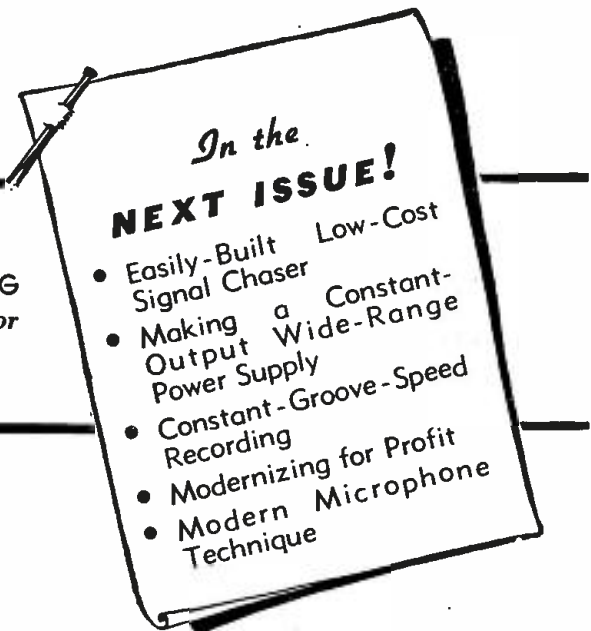 In the
NEXT ISSUE!
• Easily-Built Low-Cost
Signal Chaser
• Making a Constant-
Output Wide-Range
Power Supply
• Constant-Groove-Speed
Recording
• Modernizing for Profit
• Modern Microphone
Technique
G
or